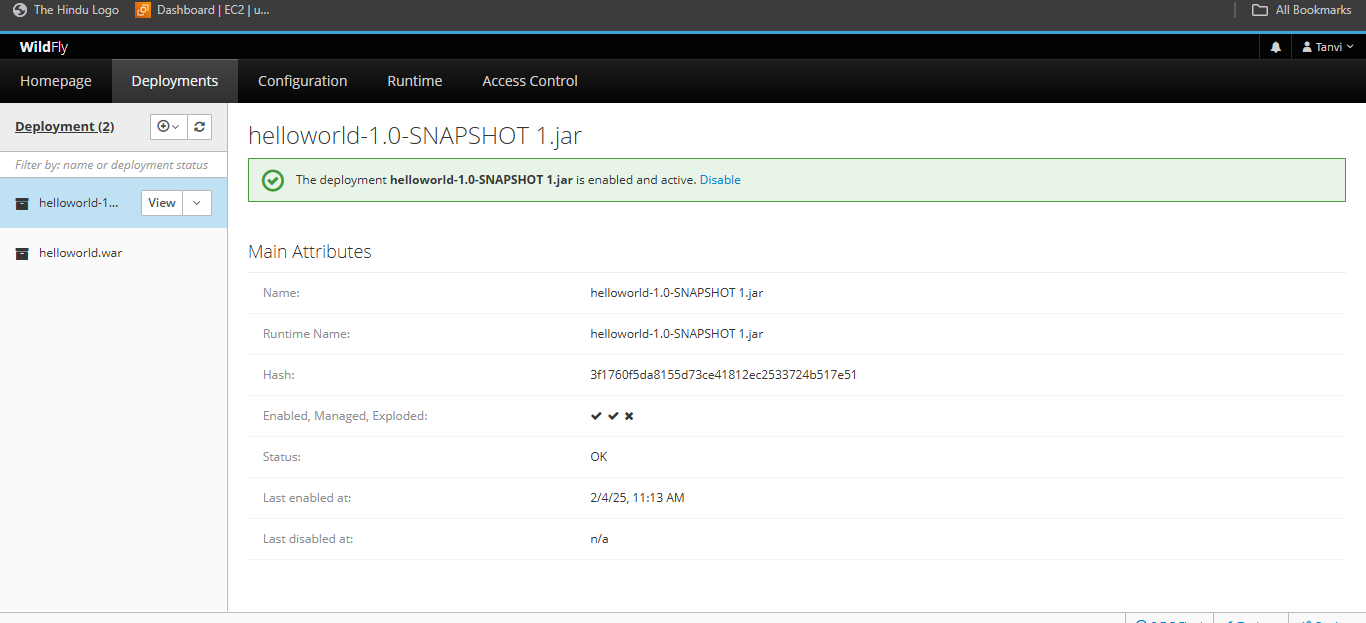 The Hindu Logo
Dashboard | EC2 | u...
All Bookmarks
WildFly
Tanvi
Homepage
Deployments
Configuration
Runtime
Access Control
Deployment (2)
Filter by: name or deployment status
helloworld-1...
View
helloworld.war
helloworld-1.0-SNAPSHOT 1.jar
The deployment helloworld-1.0-SNAPSHOT 1.jar is enabled and active. Disable
Main Attributes
Name: helloworld-1.0-SNAPSHOT 1.jar
Runtime Name: helloworld-1.0-SNAPSHOT 1.jar
Hash: 3f1760f5da8155d73ce41812ec2533724b517e51
Enabled, Managed, Exploded:
Status: OK
Last enabled at: 2/4/25, 11:13 AM
Last disabled at: n/a